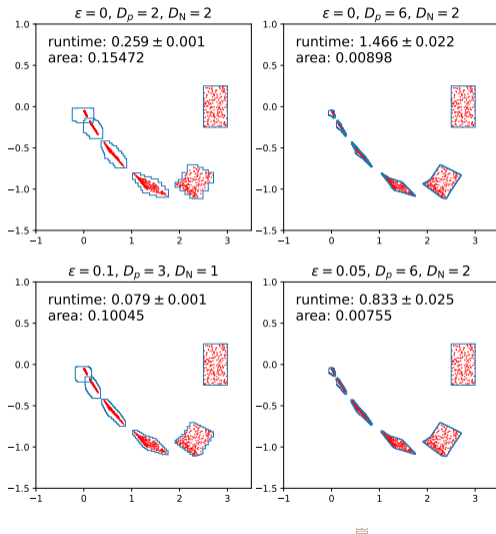 ε = 0, D_p = 2, D_N = 2
runtime: 0.259 ± 0.001
area: 0.15472
0.5
0.0
−0.5
−1.0
−1.5
−1 0 1 2 3
ε = 0, D_p = 6, D_N = 2
runtime: 1.466 ± 0.022
area: 0.00898
1.0
0.5
0.0
−0.5
−1.0
−1.5
−1 0 1 2 3
ε = 0.1, D_p = 3, D_N = 1
runtime: 0.079 ± 0.001
area: 0.10045
1.0
0.5
0.0
−0.5
−1.0
−1.5
−1 0 1 2 3
ε = 0.05, D_p = 6, D_N = 2
runtime: 0.833 ± 0.025
area: 0.00755
1.0
0.5
0.0
−0.5
−1.0
−1.5
−1 0 1 2 3